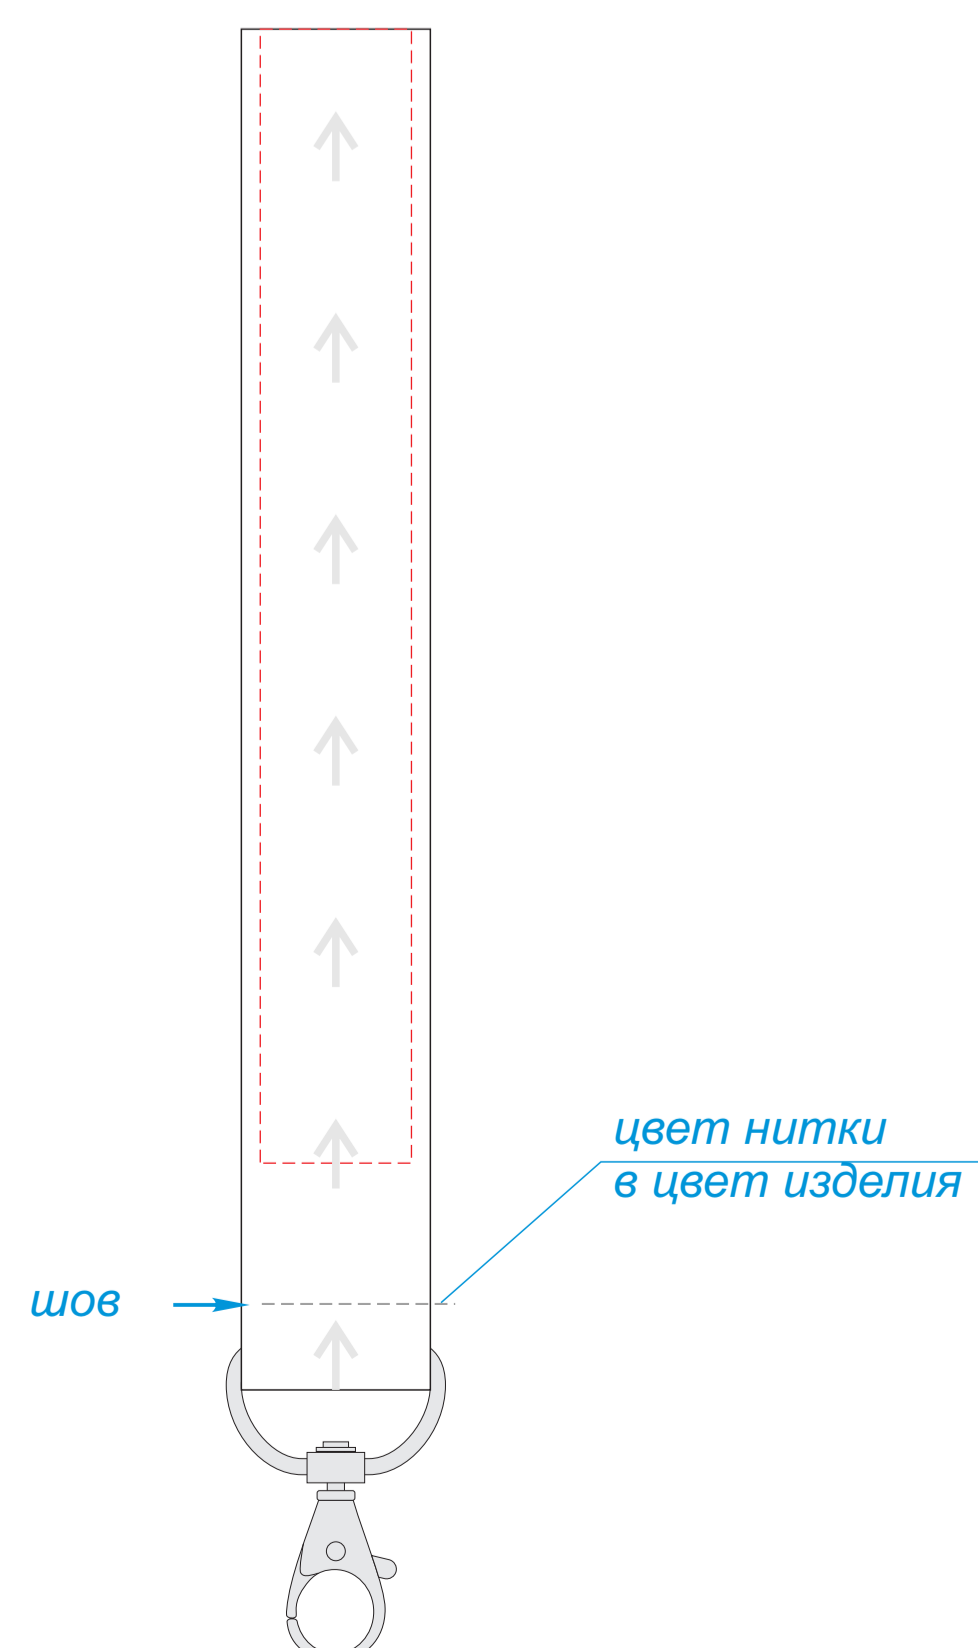 цвет нитки
в цвет изделия
шов